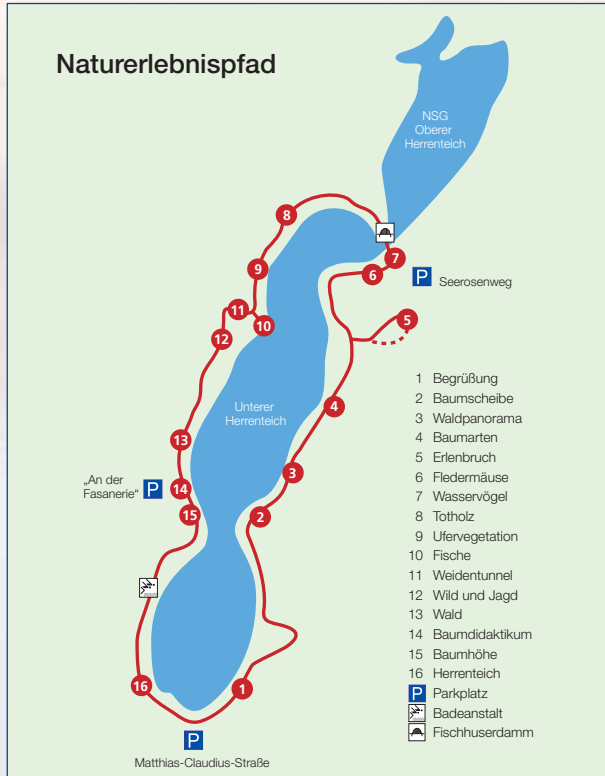 Naturerlebnispfad
NSG
Oberer
Herrenteich
8
7
9
6
P Seerosenweg
11
10
5
12
Unterer
Herrenteich
4
13
3
„An der
Fasanerie“ P
14
15
2
16
1
P
Matthias-Claudius-Straße
1 Begrüßung
2 Baumscheibe
3 Waldpanorama
4 Baumarten
5 Erlenbruch
6 Fledermäuse
7 Wasservögel
8 Totholz
9 Ufervegetation
10 Fische
11 Weidentunnel
12 Wild und Jagd
13 Wald
14 Baumdidaktikum
15 Baumhöhe
16 Herrenteich
P Parkplatz
Badeanstalt
Fischhuserdamm